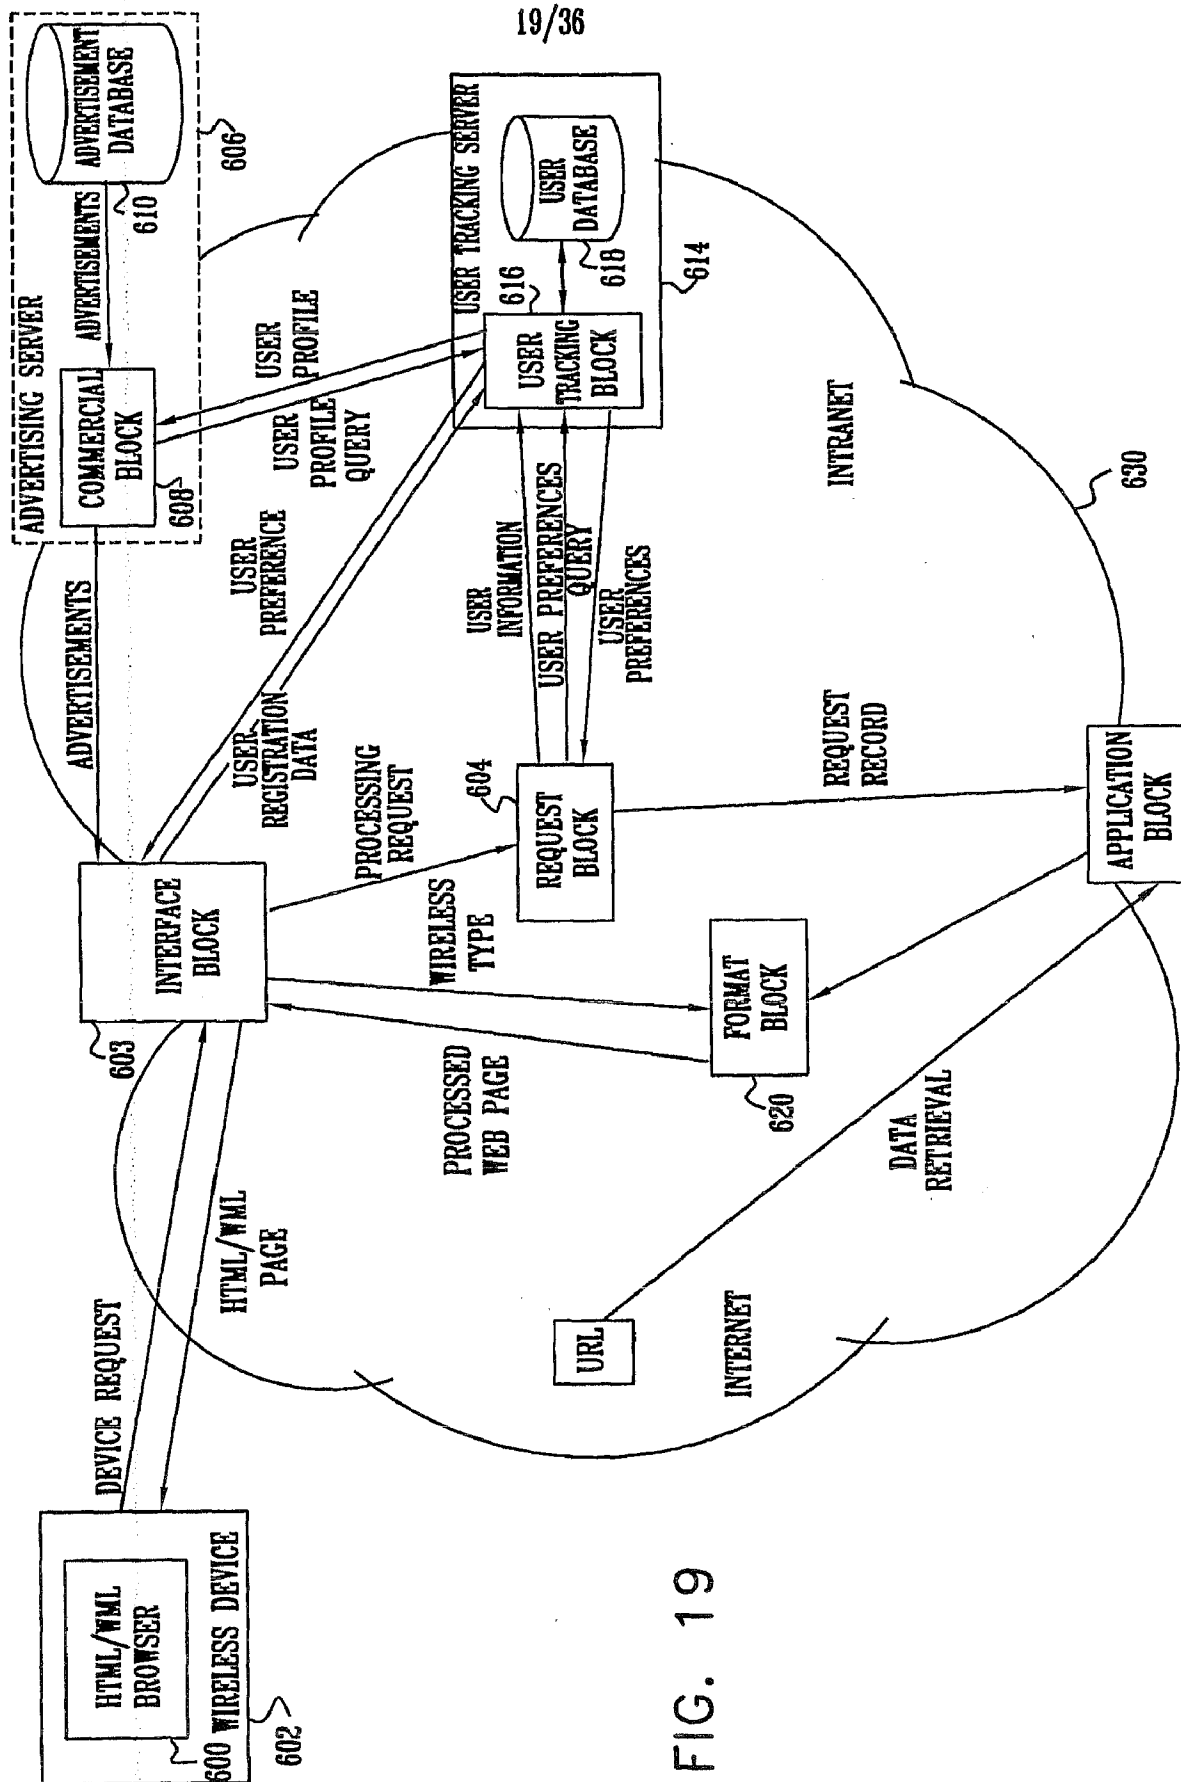 19/36
ADVERTISING SERVER
ADVERTISEMENT
DATABASE
610
606
ADVERTISEMENTS
COMMERCIAL
BLOCK
608
ADVERTISEMENTS
USER
PROFILE
USER
PROFILE
QUERY
USER TRACKING SERVER
USER
DATABASE
618
616
614
USER
TRACKING
BLOCK
USER
PREFERENCE
USER
REGISTRATION
DATA
USER
INFORMATION
USER PREFERENCES
QUERY
USER
PREFERENCES
INTRANET
630
INTERFACE
BLOCK
603
PROCESSING
REQUEST
604
REQUEST
BLOCK
REQUEST
RECORD
APPLICATION
BLOCK
WIRELESS
TYPE
FORMAT
BLOCK
620
PROCESSED
WEB PAGE
DATA
RETRIEVAL
URL
INTERNET
DEVICE REQUEST
HTML/WML
PAGE
HTML/WML
BROWSER
600
WIRELESS DEVICE
602
FIG. 19